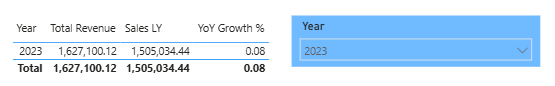 Year Total Revenue Sales LY YoY Growth %
2023 1,627,100.12 1,505,034.44 0.08
Total 1,627,100.12 1,505,034.44 0.08
Year
2023